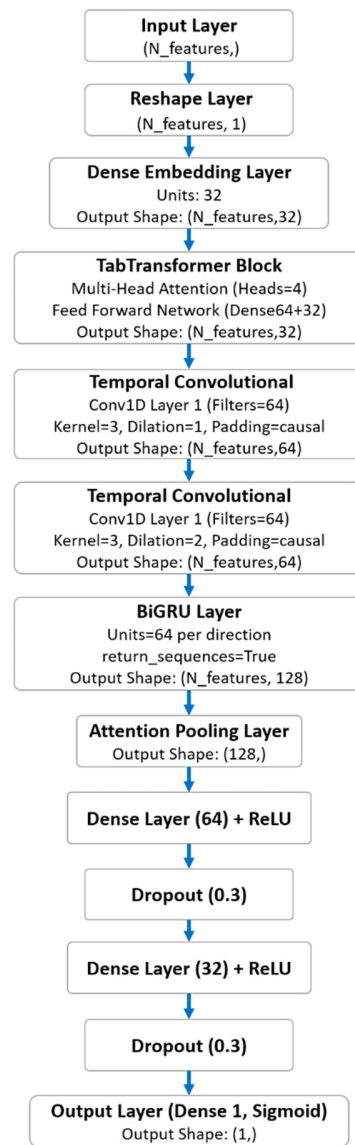 Input Layer
(N_features,)
Reshape Layer
(N_features, 1)
Dense Embedding Layer
Units: 32
Output Shape: (N_features,32)
TabTransformer Block
Multi-Head Attention (Heads=4)
Feed Forward Network (Dense64+32)
Output Shape: (N_features,32)
Temporal Convolutional
Conv1D Layer 1 (Filters=64)
Kernel=3, Dilation=1, Padding=causal
Output Shape: (N_features,64)
Temporal Convolutional
Conv1D Layer 1 (Filters=64)
Kernel=3, Dilation=2, Padding=causal
Output Shape: (N_features,64)
BiGRU Layer
Units=64 per direction
return_sequences=True
Output Shape: (N_features, 128)
Attention Pooling Layer
Output Shape: (128,)
Dense Layer (64) + ReLU
Dropout (0.3)
Dense Layer (32) + ReLU
Dropout (0.3)
Output Layer (Dense 1, Sigmoid)
Output Shape: (1,)